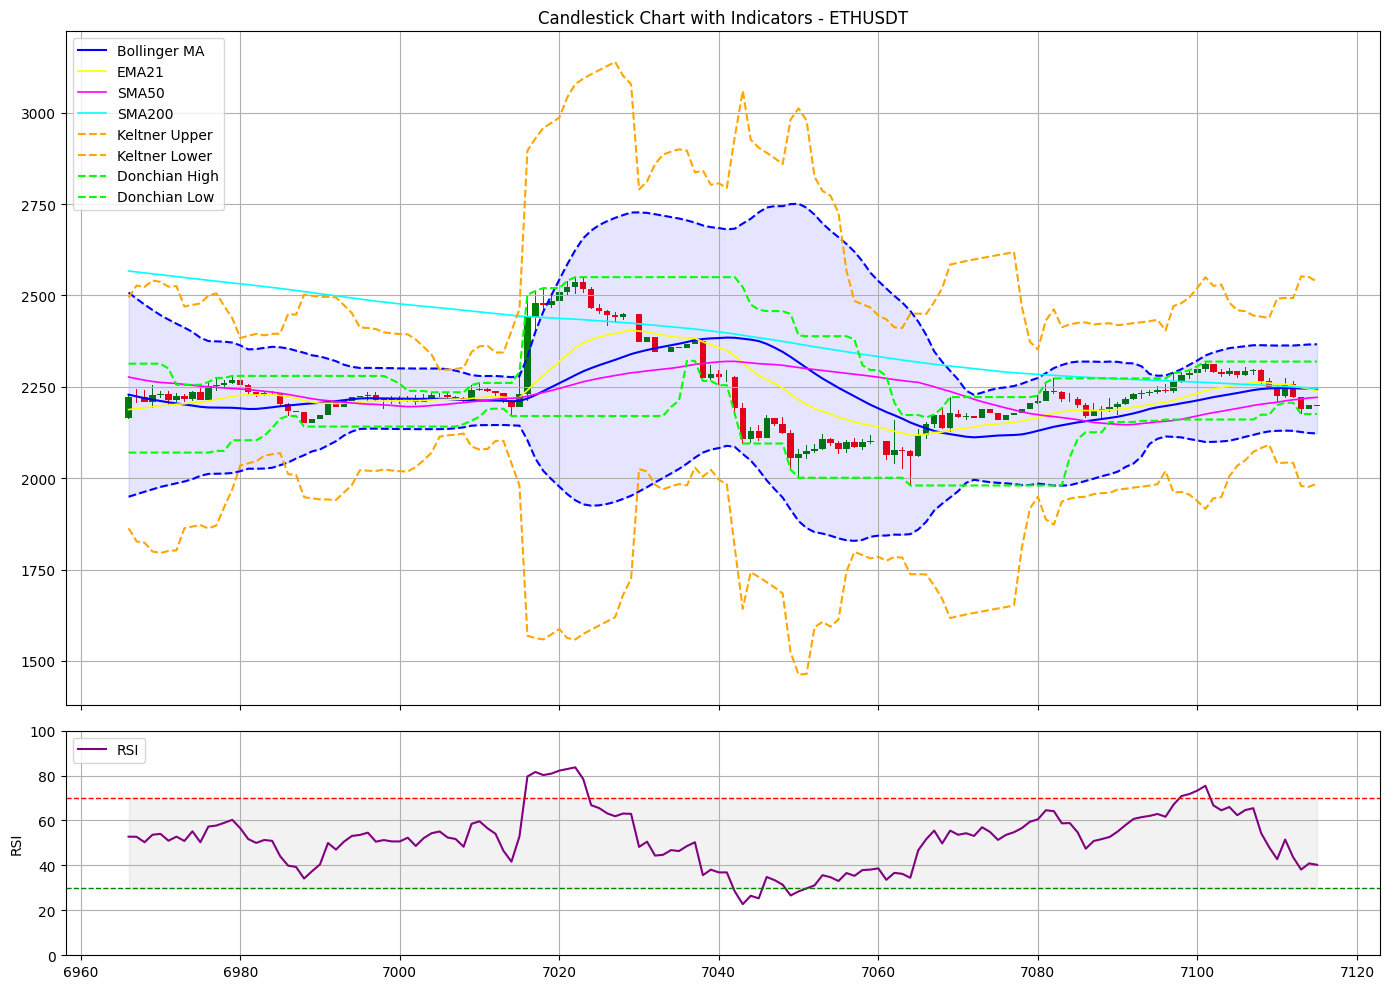 Candlestick Chart with Indicators - ETHUSDT
Bollinger MA
EMA21
SMA50
SMA200
Keltner Upper
Keltner Lower
Donchian High
Donchian Low
3000
2750
2500
2250
2000
1750
1500
RSI
100
80
60
40
20
0
RSI
6960 6980 7000 7020 7040 7060 7080 7100 7120